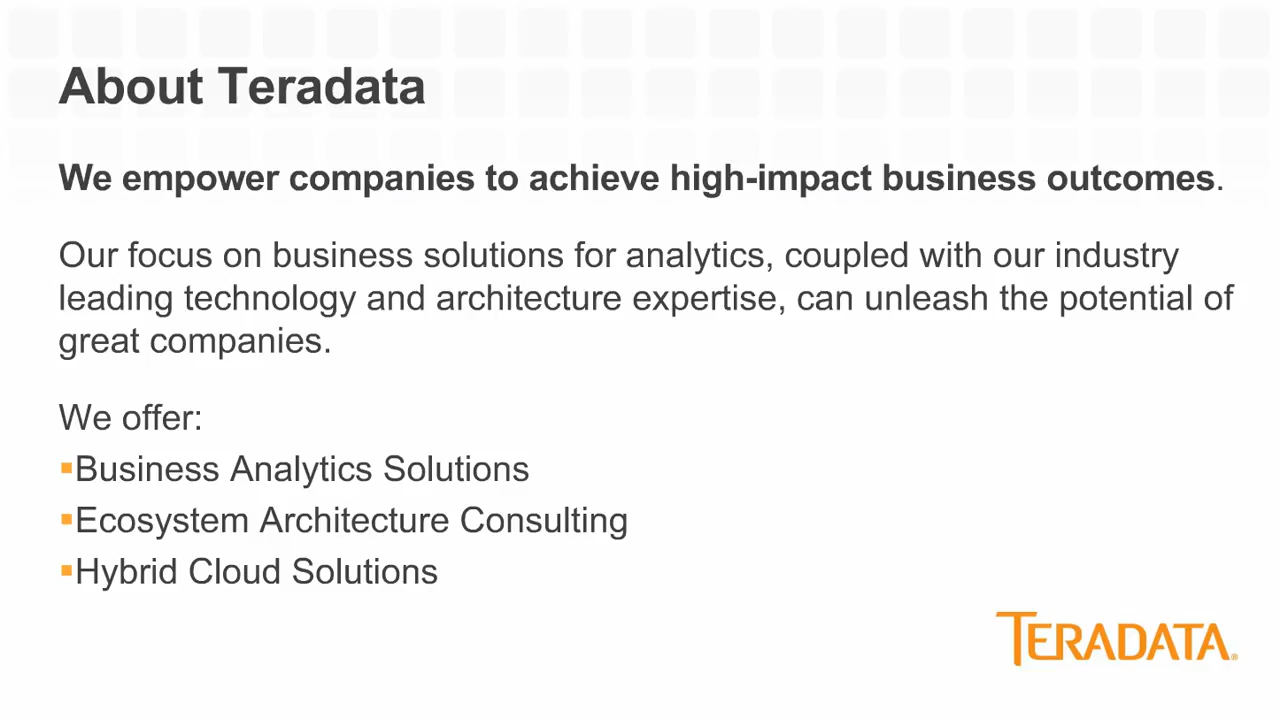 About Teradata
We empower companies to achieve high-impact business outcomes.
Our focus on business solutions for analytics, coupled with our industry
leading technology and architecture expertise, can unleash the potential of
great companies.
We offer:
▪Business Analytics Solutions
▪Ecosystem Architecture Consulting
▪Hybrid Cloud Solutions
TERADATA®